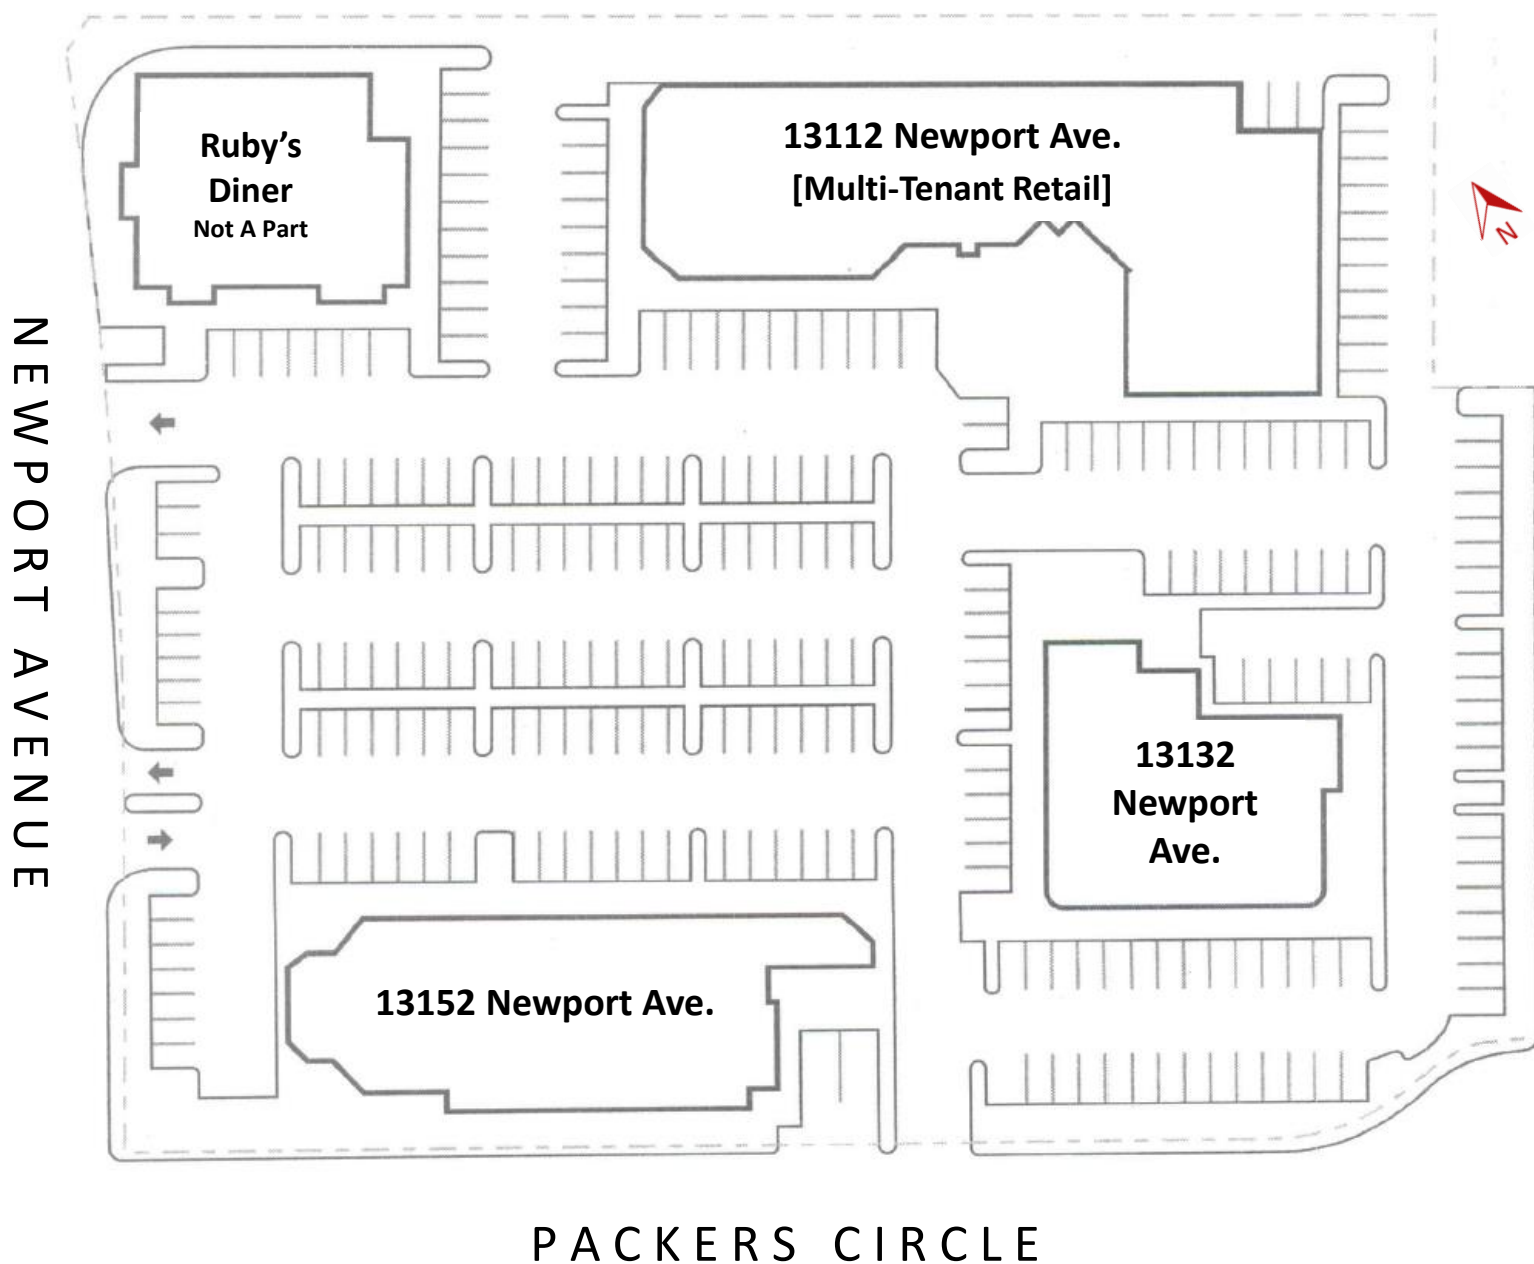 Ruby’s
Diner
Not A Part
13112 Newport Ave.
[Multi-Tenant Retail]
N
NEWPORT AVENUE
13132
Newport
Ave.
13152 Newport Ave.
PACKERS CIRCLE